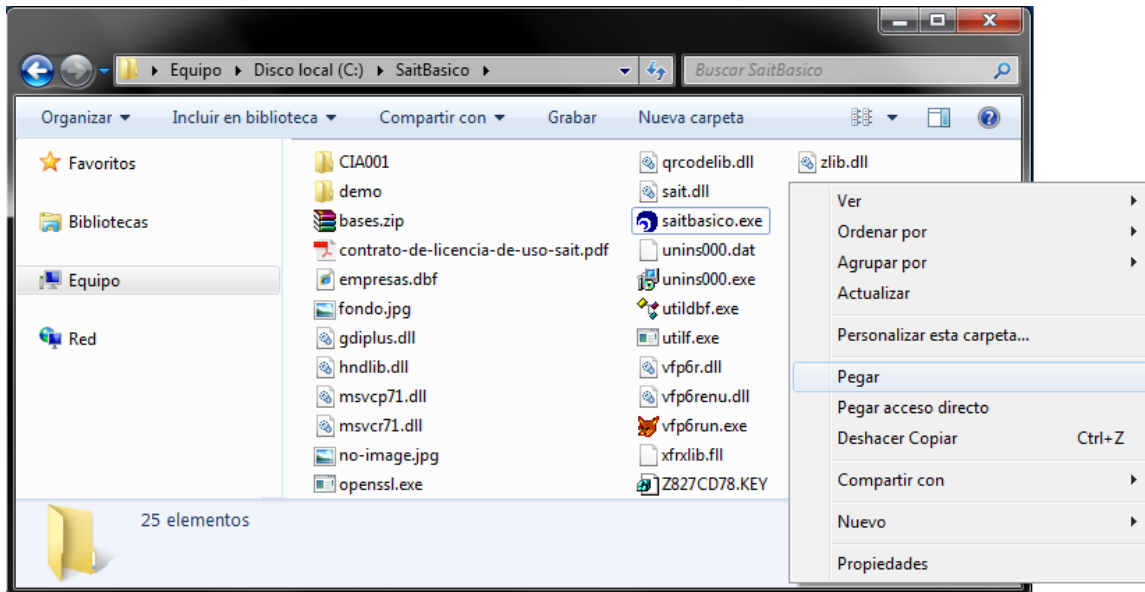 Equipo Disco local (C:) SaitBasico
Buscar SaitBasico
Organizar Incluir en biblioteca Compartir con Grabar Nueva carpeta
Favoritos
Bibliotecas
Equipo
Red
CIA001
demo
bases.zip
contrato-de-licencia-de-uso-sait.pdf
empresas.dbf
fondo.jpg
gdiplus.dll
hndlib.dll
msvcp71.dll
msvcr71.dll
no-image.jpg
openssl.exe
qrcodelib.dll
sait.dll
saitbasico.exe
unins000.dat
unins000.exe
utildbf.exe
utilf.exe
vfp6r.dll
vfp6renu.dll
vfp6run.exe
xfrxlib.fll
Z827CD78.KEY
zlib.dll
Ver
Ordenar por
Agrupar por
Actualizar
Personalizar esta carpeta...
Pegar
Pegar acceso directo
Deshacer Copiar Ctrl+Z
Compartir con
Nuevo
Propiedades
25 elementos